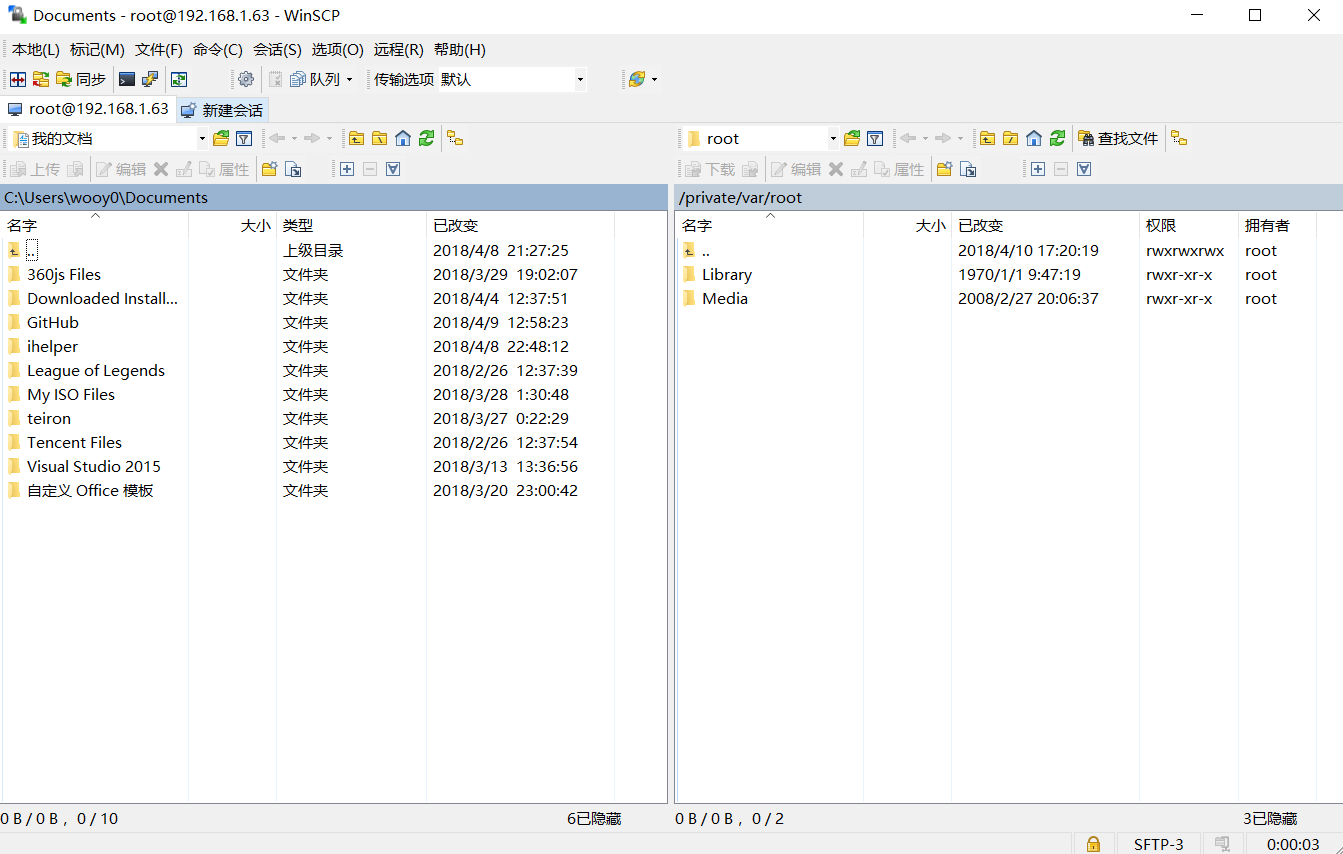 Documents - root@192.168.1.63 - WinSCP
本地(L) 标记(M) 文件(F) 命令(C) 会话(S) 选项(O) 远程(R) 帮助(H)
同步 队列 传输选项 默认
root@192.168.1.63 新建会话
我的文档
上传 编辑 属性
C:\Users\wooy0\Documents
名字 大小 类型 已改变
.. 上级目录 2018/4/8 21:27:25
360js Files 文件夹 2018/3/29 19:02:07
Downloaded Install... 文件夹 2018/4/4 12:37:51
GitHub 文件夹 2018/4/9 12:58:23
ihelper 文件夹 2018/4/8 22:48:12
League of Legends 文件夹 2018/2/26 12:37:39
My ISO Files 文件夹 2018/3/28 1:30:48
teiron 文件夹 2018/3/27 0:22:29
Tencent Files 文件夹 2018/2/26 12:37:54
Visual Studio 2015 文件夹 2018/3/13 13:36:56
自定义 Office 模板 文件夹 2018/3/20 23:00:42
0 B / 0 B , 0 / 10 6已隐藏
root 查找文件
下载 编辑 属性
/private/var/root
名字 大小 已改变 权限 拥有者
.. 2018/4/10 17:20:19 rwxrwxrwx root
Library 1970/1/1 9:47:19 rwxr-xr-x root
Media 2008/2/27 20:06:37 rwxr-xr-x root
0 B / 0 B , 0 / 2 3已隐藏
SFTP-3 0:00:03